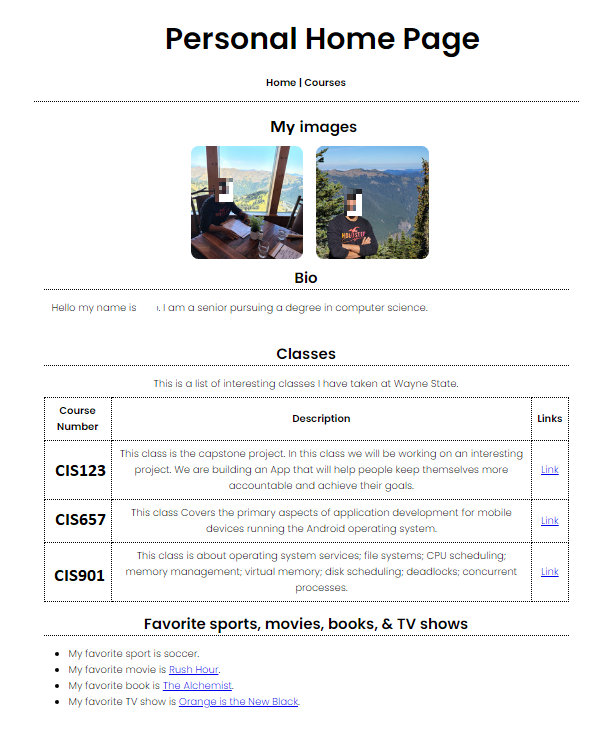 Personal Home Page
Home | Courses
My images
HOLLISTER
Bio
Hello my name is . I am a senior pursuing a degree in computer science.
Classes
This is a list of interesting classes I have taken at Wayne State.
Course
Number
Description
Links
CIS123
This class is the capstone project. In this class we will be working on an interesting
project. We are building an App that will help people keep themselves more
accountable and achieve their goals.
Link
CIS657
This class Covers the primary aspects of application development for mobile
devices running the Android operating system.
Link
CIS901
This class is about operating system services; file systems; CPU scheduling;
memory management; virtual memory; disk scheduling; deadlocks; concurrent
processes.
Link
Favorite sports, movies, books, & TV shows
My favorite sport is soccer.
My favorite movie is Rush Hour.
My favorite book is The Alchemist.
My favorite TV show is Orange is the New Black.